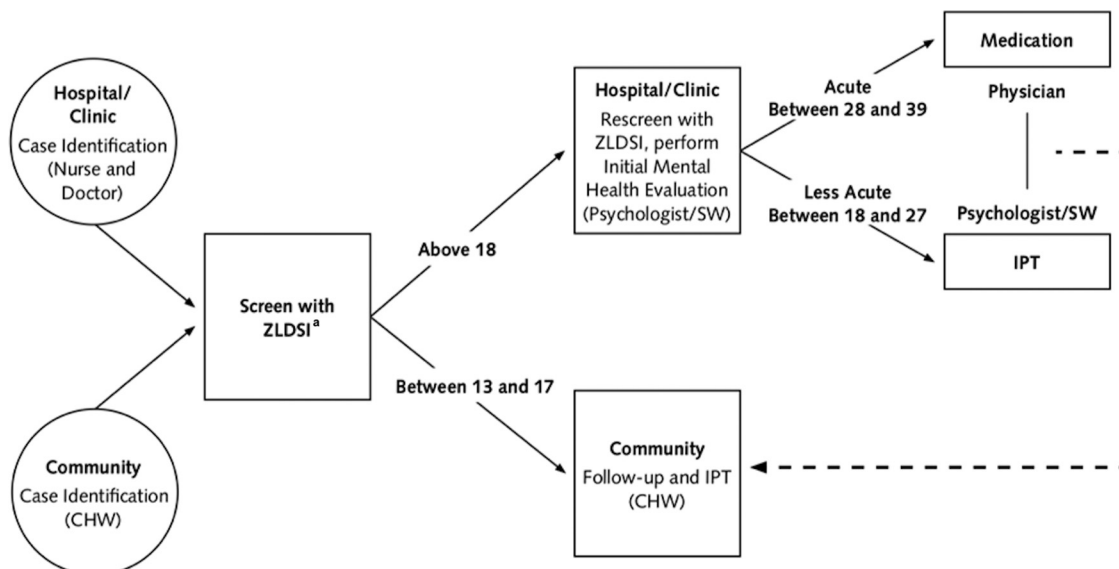 Hospital/
Clinic
Case Identification
(Nurse and
Doctor)
Community
Case Identification
(CHW)
Screen with
ZLDSIª
Above 18
Between 13 and 17
Hospital/Clinic
Rescreen with
ZLDSI, perform
Initial Mental
Health Evaluation
(Psychologist/SW)
Community
Follow-up and IPT
(CHW)
Acute
Between 28 and 39
Less Acute
Between 18 and 27
Medication
Physician
Psychologist/SW
IPT